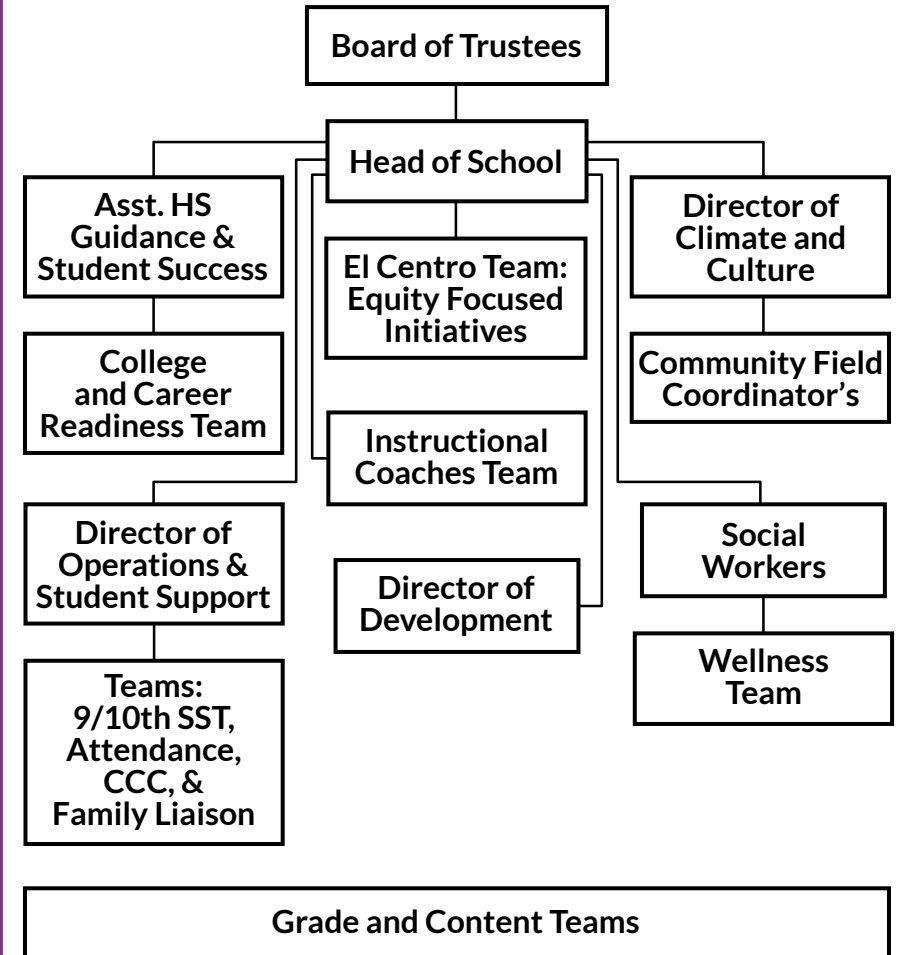 Board of Trustees
Head of School
Asst. HS
Guidance &
Student Success
El Centro Team:
Equity Focused
Initiatives
Director of
Climate and
Culture
College
and Career
Readiness Team
Community Field
Coordinator’s
Instructional
Coaches Team
Director of
Operations &
Student Support
Director of
Development
Social
Workers
Teams:
9/10th SST,
Attendance,
CCC, &
Family Liaison
Wellness
Team
Grade and Content Teams